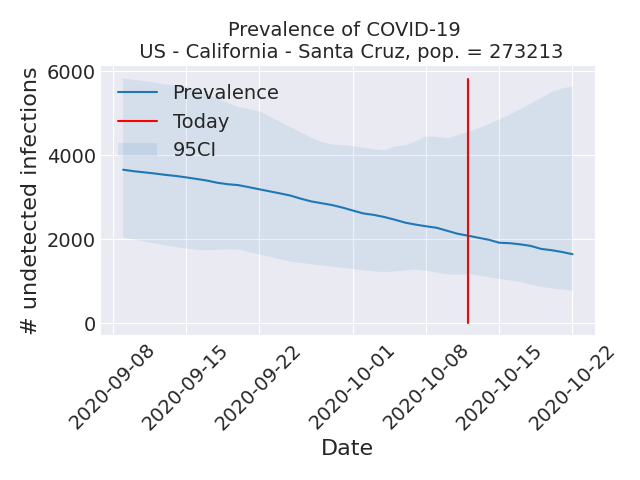 Prevalence of COVID-19
US - California - Santa Cruz, pop. = 273213
# undetected infections
6000
4000
2000
0
Prevalence
Today
95CI
2020-09-08
2020-09-15
2020-09-22
2020-10-01
2020-10-08
2020-10-15
2020-10-22
Date